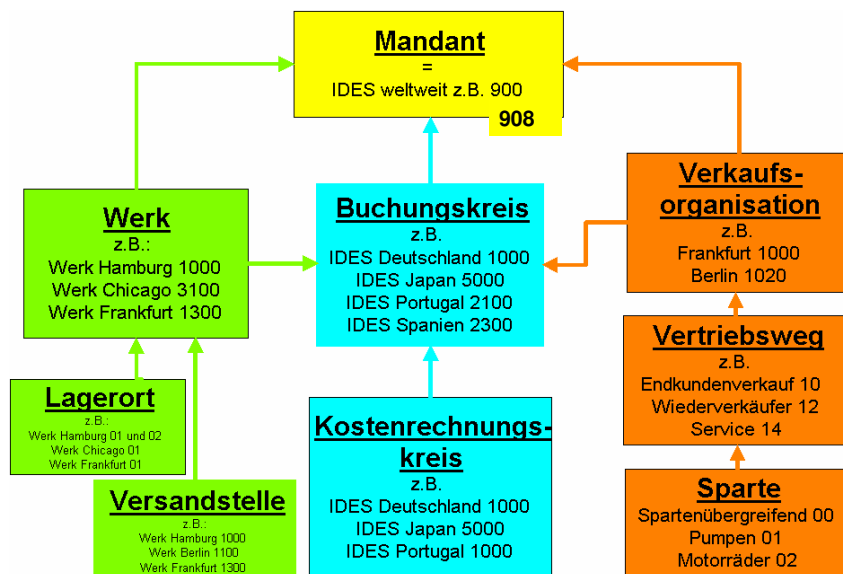 Mandant
=
IDES weltweit z.B. 900
908
Werk
z.B.:
Werk Hamburg 1000
Werk Chicago 3100
Werk Frankfurt 1300
Buchungskreis
z.B.
IDES Deutschland 1000
IDES Japan 5000
IDES Portugal 2100
IDES Spanien 2300
Verkaufs-
organisation
z.B.
Frankfurt 1000
Berlin 1020
Lagerort
z.B.:
Werk Hamburg 01 und 02
Werk Chicago 01
Werk Frankfurt 01
Versandstelle
z.B.:
Werk Hamburg 1000
Werk Berlin 1100
Werk Frankfurt 1300
Kostenrechnungs-
kreis
z.B.
IDES Deutschland 1000
IDES Japan 5000
IDES Portugal 1000
Vertriebsweg
z.B.
Endkundenverkauf 10
Wiederverkäufer 12
Service 14
Sparte
Spartenübergreifend 00
Pumpen 01
Motorräder 02